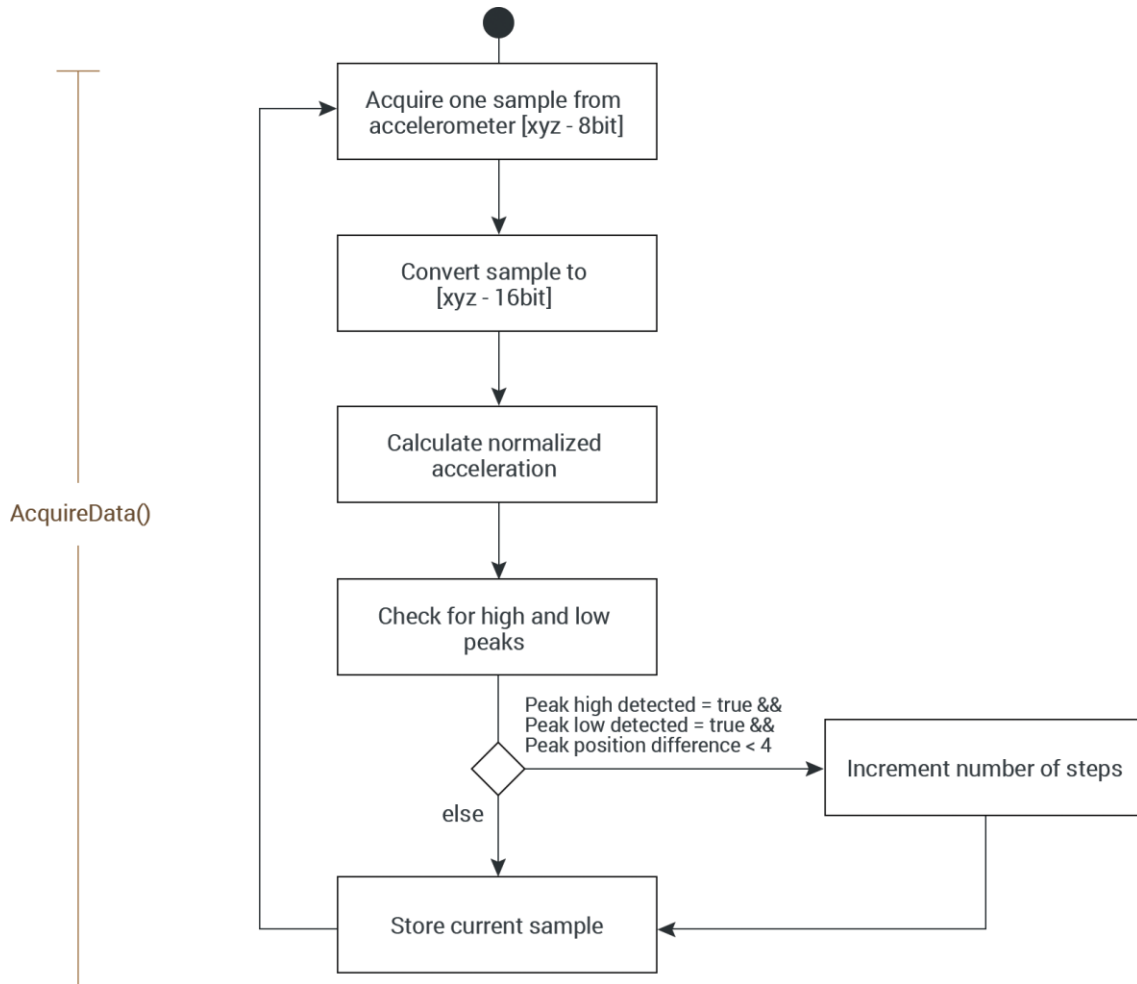 Acquire one sample from
accelerometer [xyz - 8bit]
Convert sample to
[xyz - 16bit]
Calculate normalized
acceleration
AcquireData()
Check for high and low
peaks
Peak high detected = true &&
Peak low detected = true &&
Peak position difference < 4
Increment number of steps
else
Store current sample